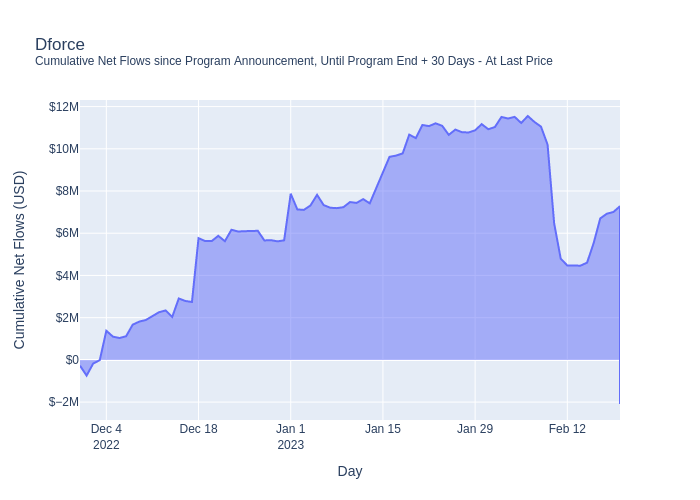 Dforce
Cumulative Net Flows since Program Announcement, Until Program End + 30 Days - At Last Price
Cumulative Net Flows (USD)
$12M
$10M
$8M
$6M
$4M
$2M
$0
$−2M
Dec 4 Dec 18 Jan 1 Jan 15 Jan 29 Feb 12
2022 2023
Day